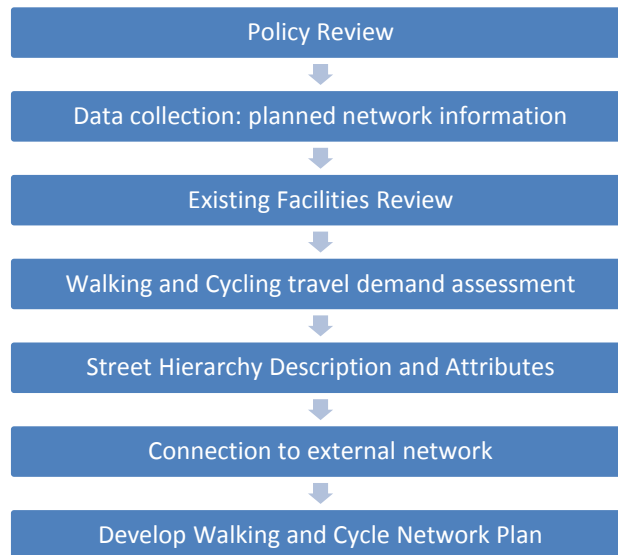 Policy Review
Data collection: planned network information
Existing Facilities Review
Walking and Cycling travel demand assessment
Street Hierarchy Description and Attributes
Connection to external network
Develop Walking and Cycle Network Plan